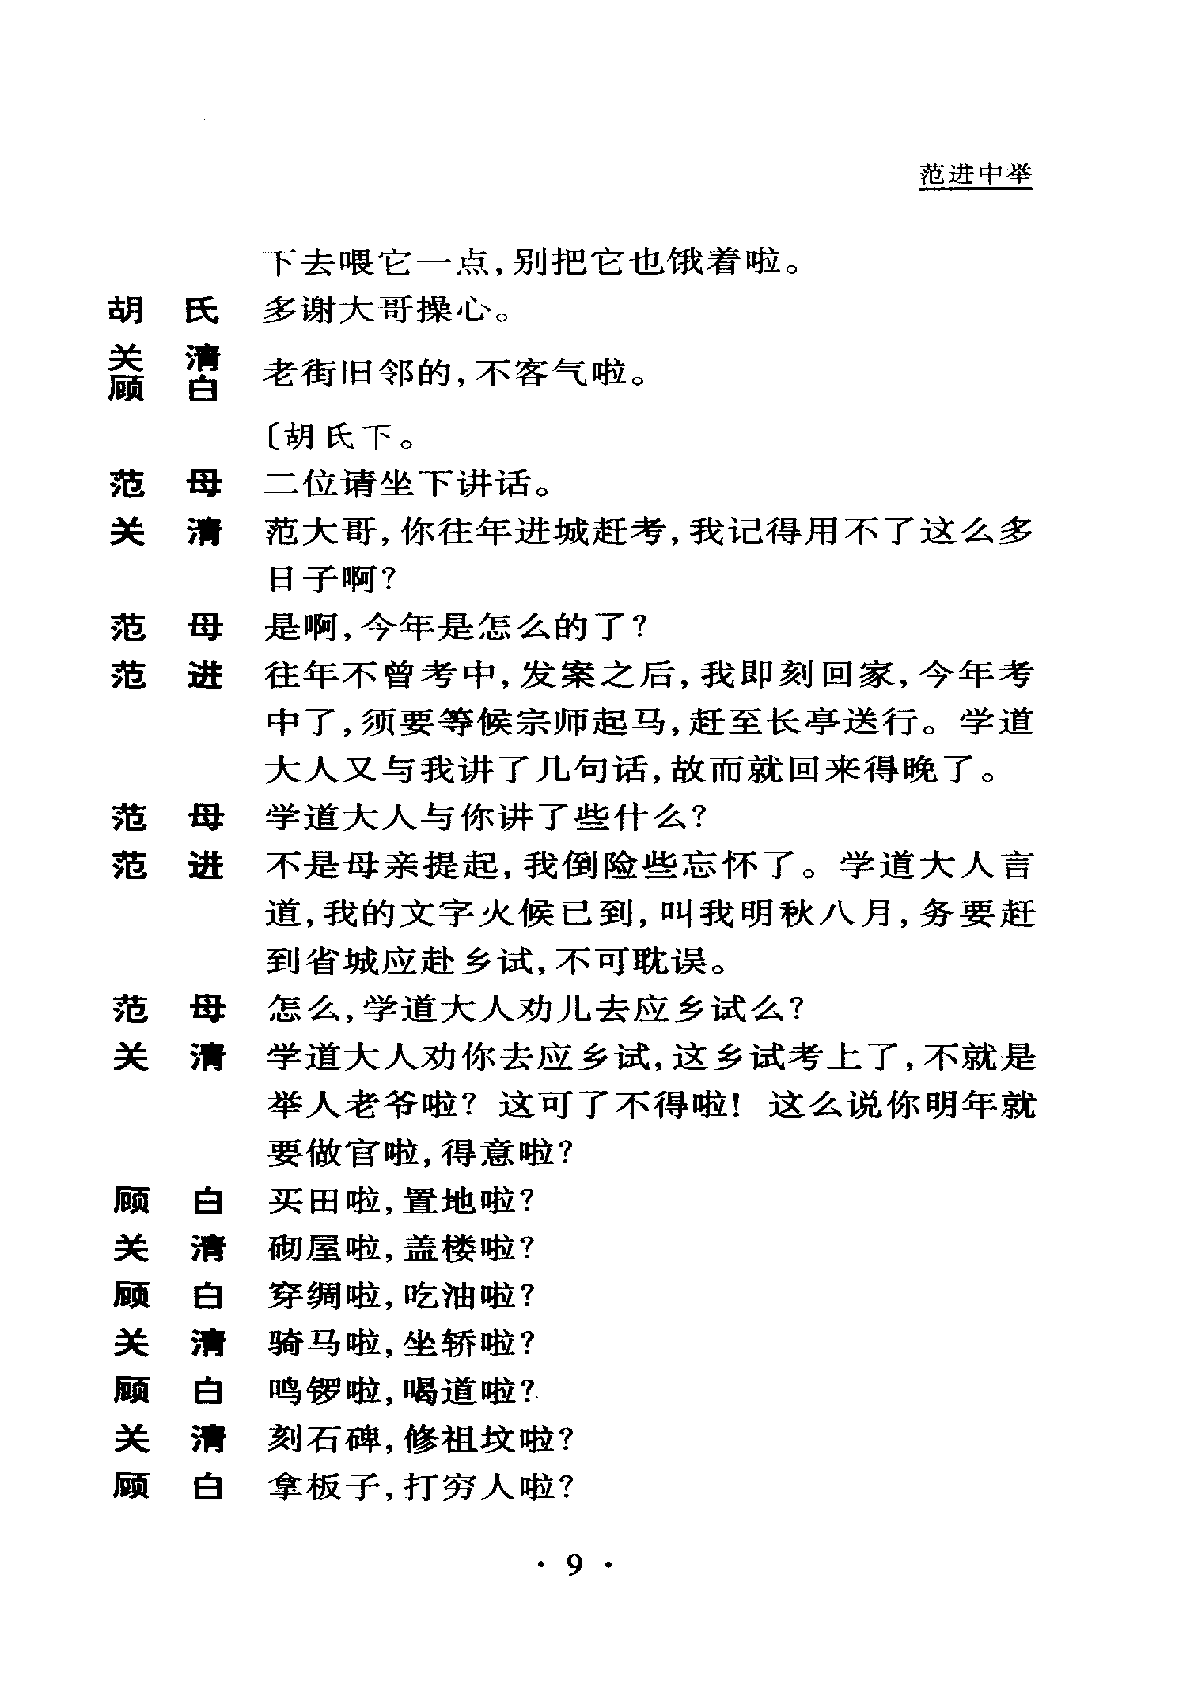 范进中举
下去喂它一点,别把它也饿着啦。
胡 氏 多谢大哥操心。
关 清
顾 白 老街旧邻的,不客气啦。
〔胡氏下。
范 母 二位请坐下讲话。
关 清 范大哥,你往年进城赶考,我记得用不了这么多
日子啊?
范 母 是啊,今年是怎么的了?
范 进 往年不曾考中,发案之后,我即刻回家,今年考
中了,须要等候宗师起马,赶至长亭送行。学道
大人又与我讲了几句话,故而就回来得晚了。
范 母 学道大人与你讲了些什么?
范 进 不是母亲提起,我倒险些忘怀了。学道大人言
道,我的文字火候已到,叫我明秋八月,务要赶
到省城应赴乡试,不可耽误。
范 母 怎么,学道大人劝儿去应乡试么?
关 清 学道大人劝你去应乡试,这乡试考上了,不就是
举人老爷啦?这可了不得啦!这么说你明年就
要做官啦,得意啦?
顾 白 买田啦,置地啦?
关 清 砌屋啦,盖楼啦?
顾 白 穿绸啦,吃油啦?
关 清 骑马啦,坐轿啦?
顾 白 鸣锣啦,喝道啦?
关 清 刻石碑,修祖坟啦?
顾 白 拿板子,打穷人啦?
· 9 ·